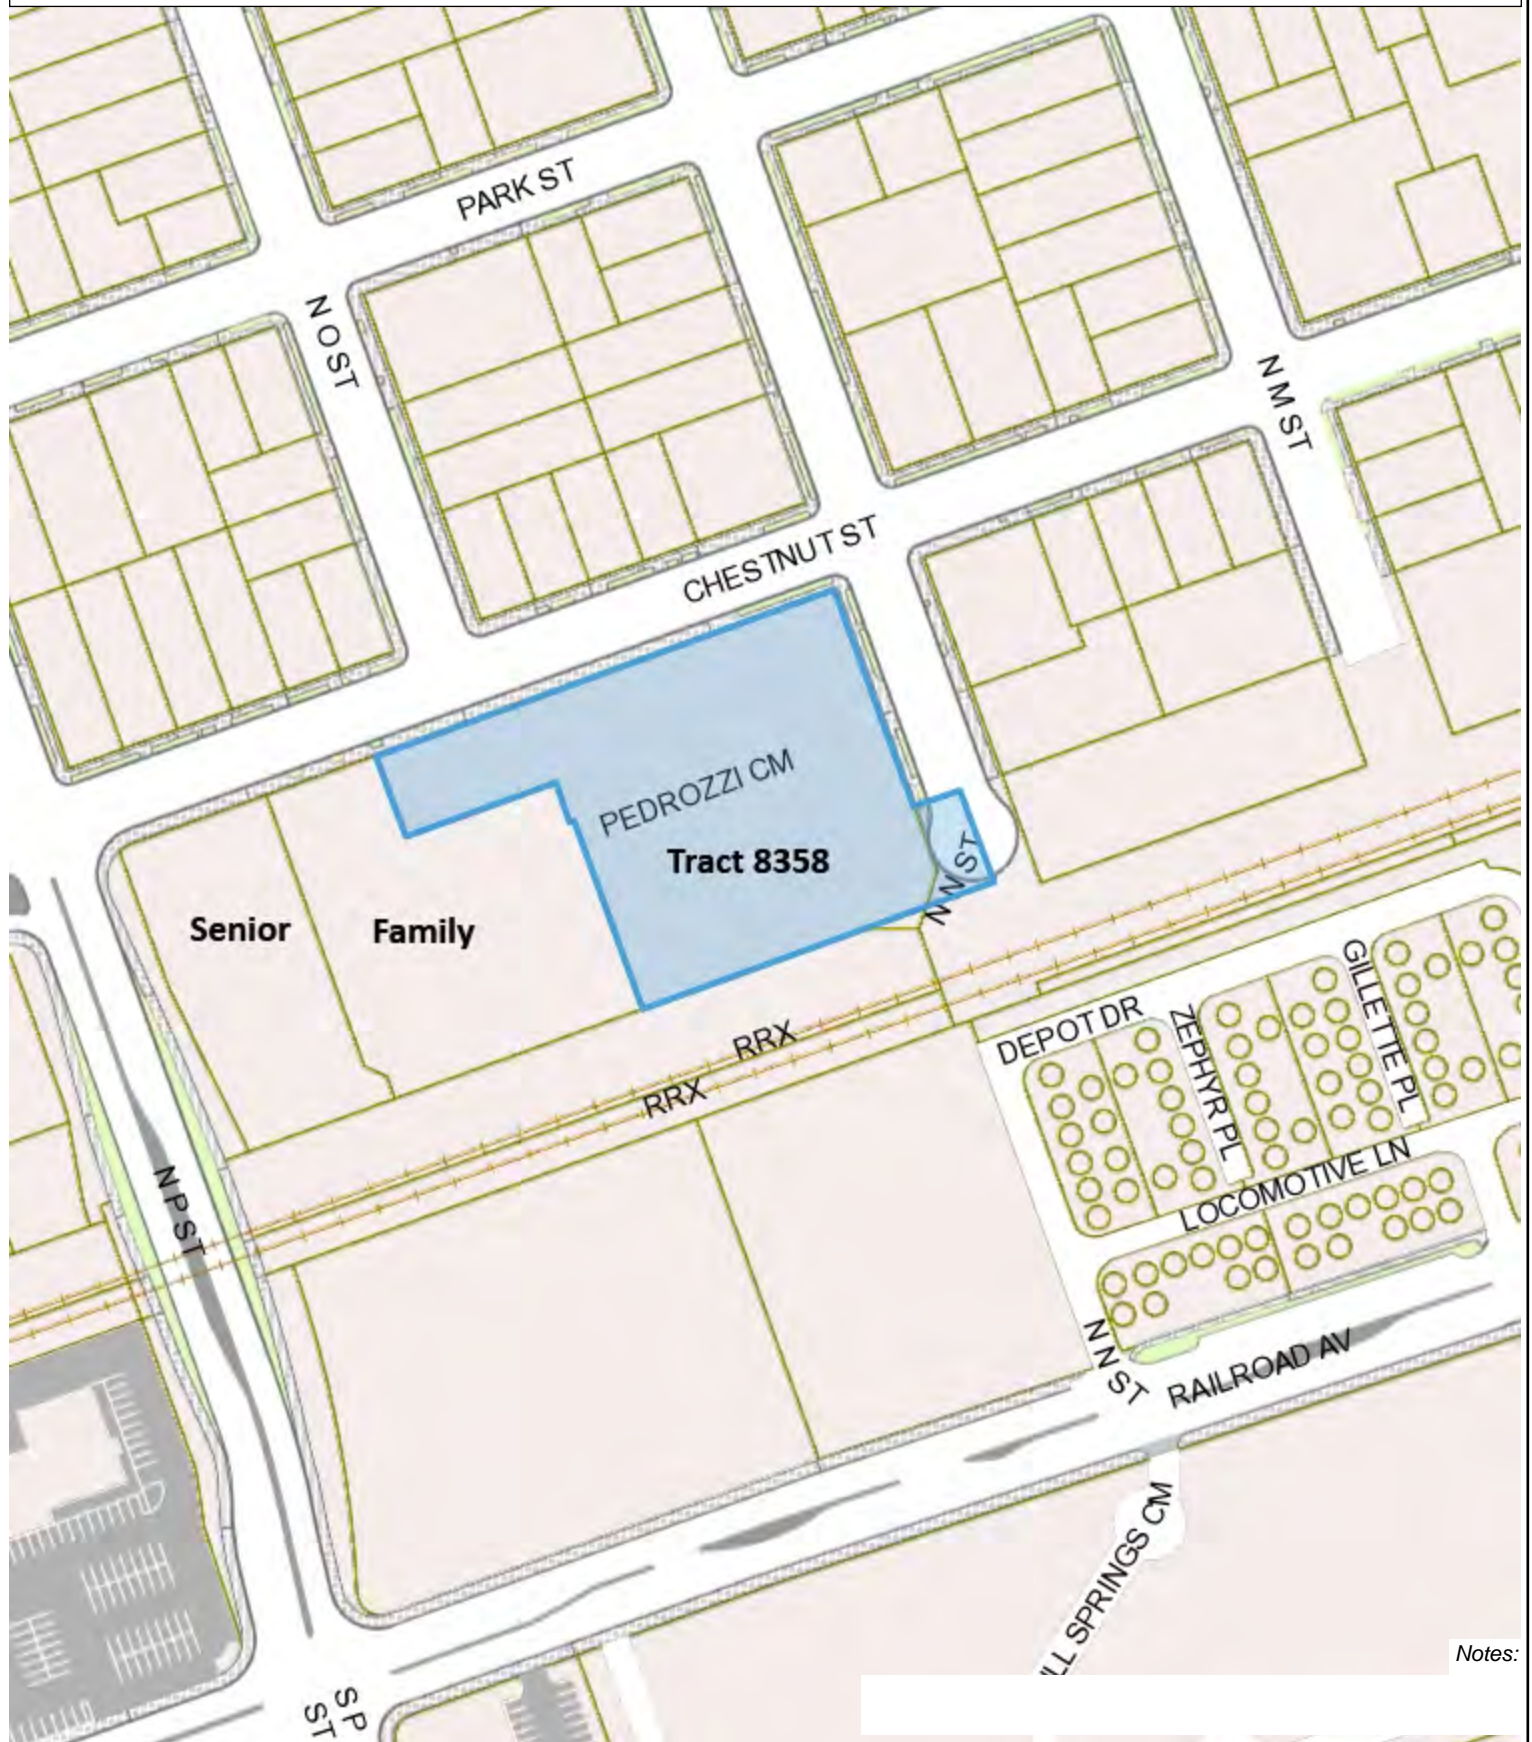 PARK ST
N O ST
N M ST
CHESTNUT ST
PEDROZZI CM
Tract 8358
N N ST
Senior
Family
RRX
RRX
DEPOT DR
ZEPHYR PL
GILLETTE PL
LOCOMOTIVE LN
N P ST
N N ST
RAILROAD AV
SPRINGS CM
Notes:
S P
ST